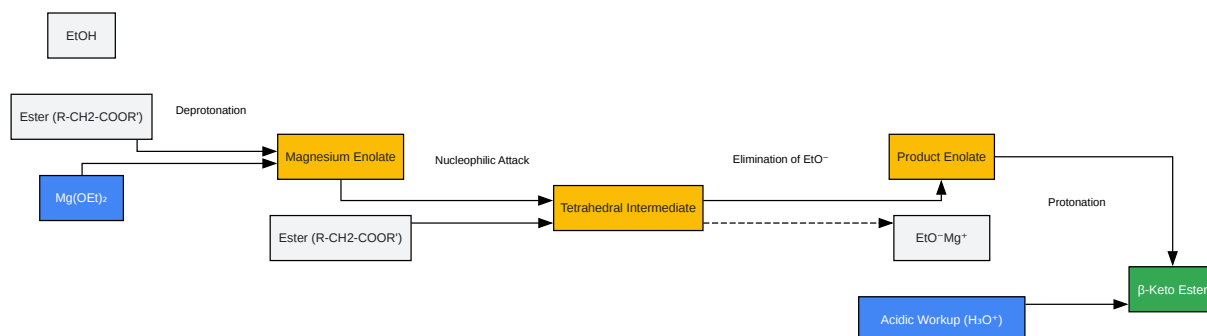 EtOH
Ester (R-CH2-COOR')
Deprotonation
Mg(OEt)₂
Magnesium Enolate
Nucleophilic Attack
Ester (R-CH2-COOR')
Tetrahedral Intermediate
Elimination of EtO⁻
Product Enolate
EtO⁻Mg⁺
Protonation
Acidic Workup (H₃O⁺)
β-Keto Ester